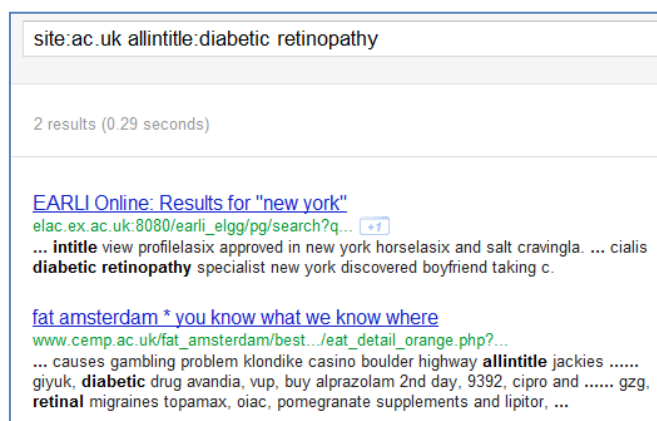 site:ac.uk allintitle:diabetic retinopathy
2 results (0.29 seconds)
EARLI Online: Results for "new york"
elac.ex.ac.uk:8080/earli_elgg/pg/search?q... +1
... intitle view profilelasix approved in new york horselasix and salt cravingla. ... cialis
diabetic retinopathy specialist new york discovered boyfriend taking c.
fat amsterdam * you know what we know where
www.cemp.ac.uk/fat_amsterdam/best.../eat_detail_orange.php?...
... causes gambling problem klondike casino boulder highway allintitle jackies ......
giyuk, diabetic drug avandia, vup, buy alprazolam 2nd day, 9392, cipro and ...... gzg,
retinal migraines topamax, oiac, pomegranate supplements and lipitor, ...